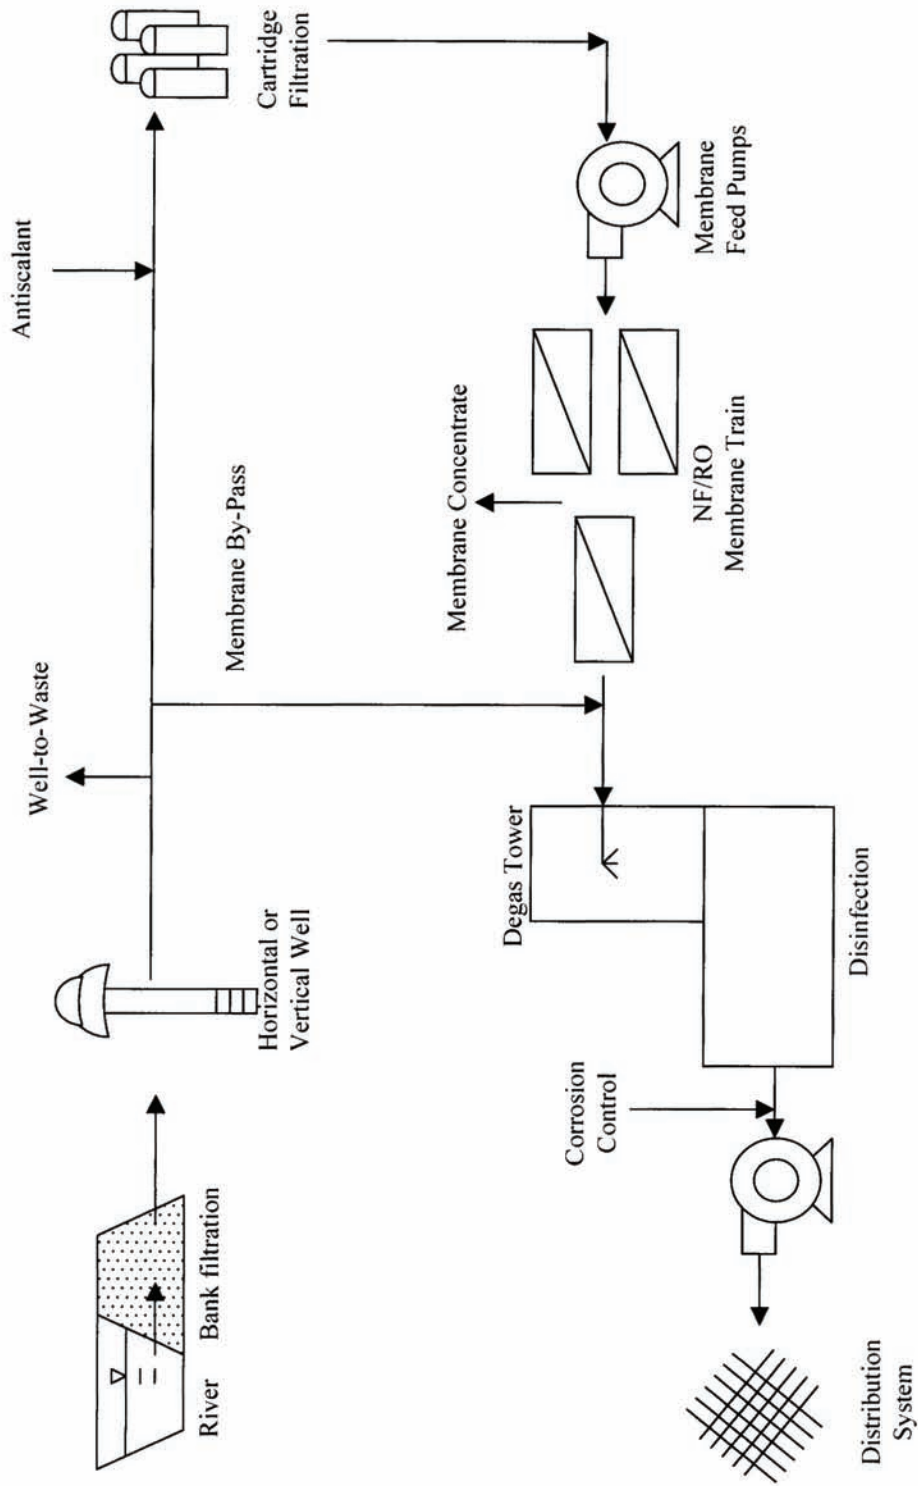 River
Bank filtration
Horizontal or
Vertical Well
Well-to-Waste
Membrane By-Pass
Antiscalant
Cartridge
Filtration
Membrane
Feed Pumps
NF/RO
Membrane Train
Membrane Concentrate
Degas Tower
Disinfection
Corrosion
Control
Distribution
System